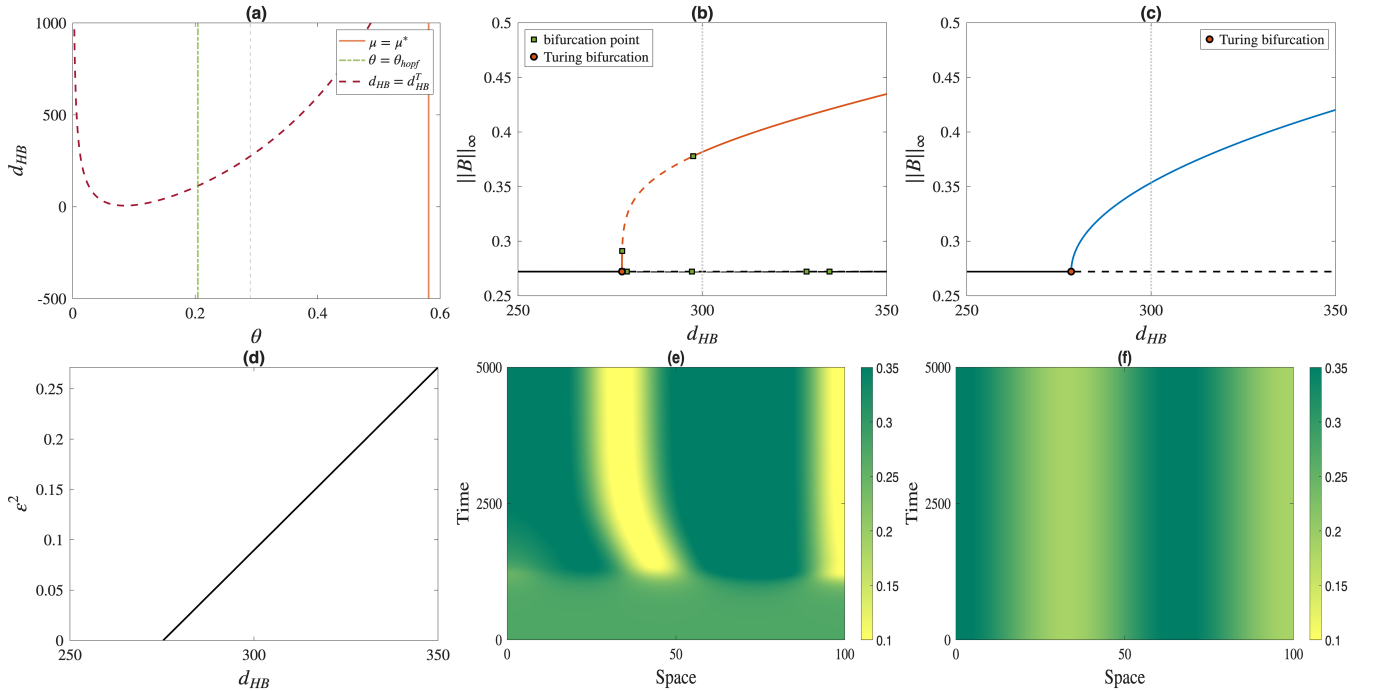 (a)
1000
500
0
-500
d_HB
0
0.2
0.4
0.6
θ
μ = μ*
θ = θ_hopf
d_HB = d^T_HB
(b)
0.5
0.45
0.4
0.35
0.3
0.25
||B||_∞
250
300
350
d_HB
bifurcation point
Turing bifurcation
(c)
0.5
0.45
0.4
0.35
0.3
0.25
||B||_∞
250
300
350
d_HB
Turing bifurcation
(d)
0.25
0.2
0.15
0.1
0.05
0
ε²
250
300
350
d_HB
(e)
5000
2500
0
Time
0
50
100
Space
0.35
0.3
0.25
0.2
0.15
0.1
(f)
5000
2500
0
Time
0
50
100
Space
0.35
0.3
0.25
0.2
0.15
0.1